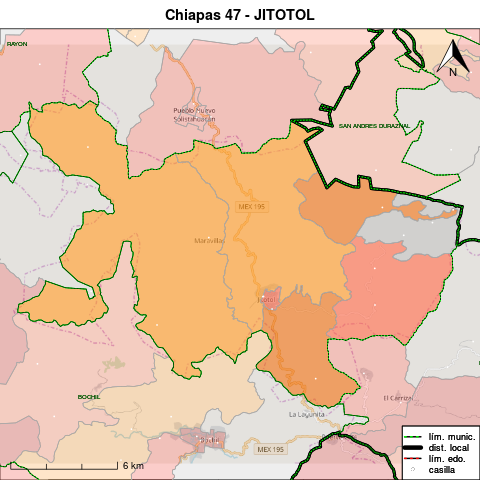 Chiapas 47 - JITOTOL
RAYON
N
Pueblo Nuevo
Solistahuacán
SAN ANDRES DURAZNAL
MEX 195
Maravillas
Jitotol
BOCHIL
El Carrizal
La Lagunita
Bochil
MEX 195
6 km
lím. munic.
dist. local
lím. edo.
casilla